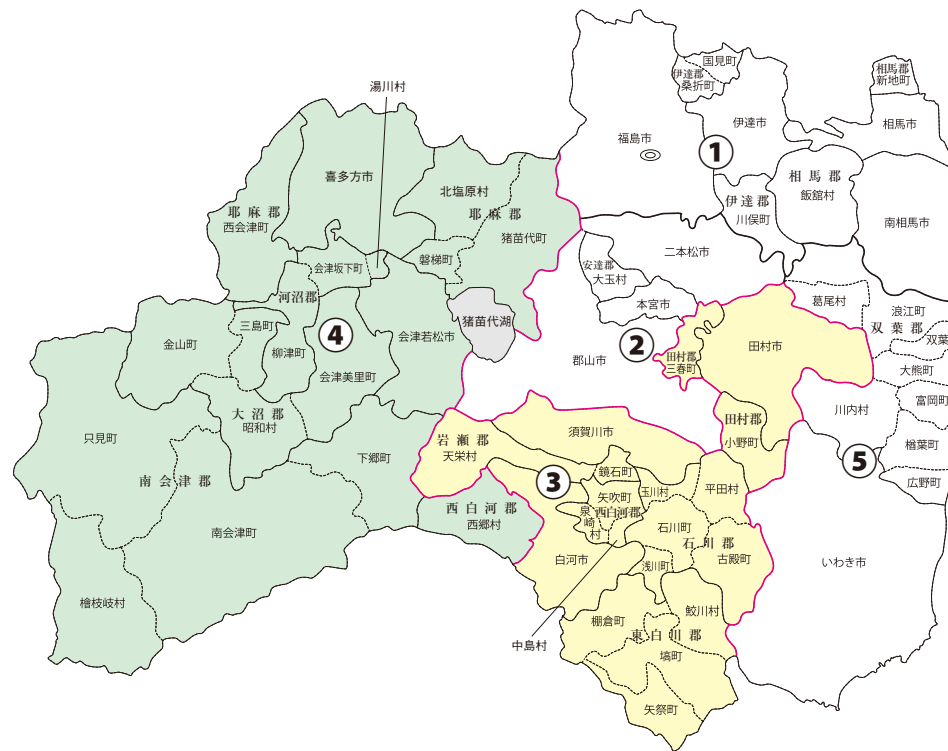 国見町
伊達郡
桑折町
相馬郡
新地町
湯川村
相馬市
伊達市
福島市
①
喜多方市
相馬郡
飯舘村
北塩原村
耶麻郡
伊達郡
川俣町
耶麻郡
西会津町
南相馬市
猪苗代町
二本松市
磐梯町
安達郡
大玉村
会津坂下町
河沼郡
葛尾村
本宮市
浪江町
双葉郡
双葉
三島町
猪苗代湖
④
会津若松市
金山町
②
田村市
柳津町
郡山市
田村郡
三春町
大熊町
会津美里町
富岡町
大沼郡
昭和村
川内村
田村郡
小野町
只見町
岩瀬郡
天栄村
須賀川市
楢葉町
下郷町
⑤
南会津郡
鏡石町
③
広野町
玉川村
平田村
矢吹町
西白河郡
西白河郡
西郷村
泉崎村
石川町
南会津町
石川郡
古殿町
白河市
浅川町
いわき市
檜枝岐村
鮫川村
棚倉町
東白川郡
中島村
塙町
矢祭町